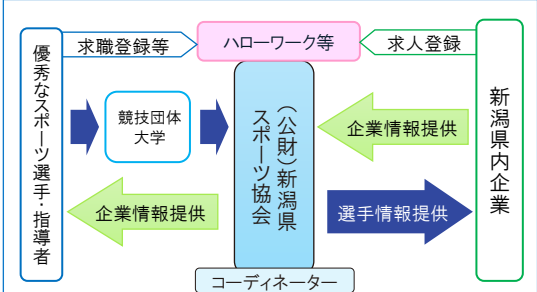 求職登録等
ハローワーク等
求人登録
優秀なスポーツ選手・指導者
競技団体
大学
（公財）新潟県
スポーツ協会
企業情報提供
新潟県内企業
企業情報提供
選手情報提供
コーディネーター